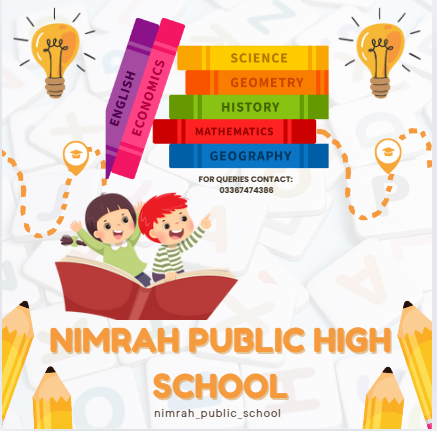 ENGLISH
ECONOMICS
SCIENCE
GEOMETRY
HISTORY
MATHEMATICS
GEOGRAPHY
FOR QUERIES CONTACT:
03367474386
NIMRAH PUBLIC HIGH
SCHOOL
nimrah_public_school